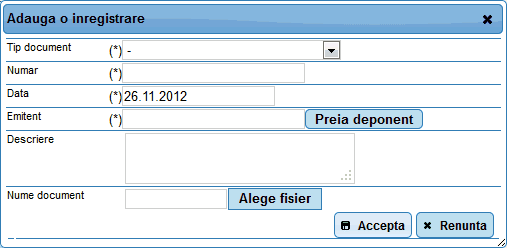 Adauga o inregistrare
Tip document (*) -
Numar (*)
Data (*) 26.11.2012
Emitent (*) Preia deponent
Descriere
Nume document Alege fisier
Accepta Renunta